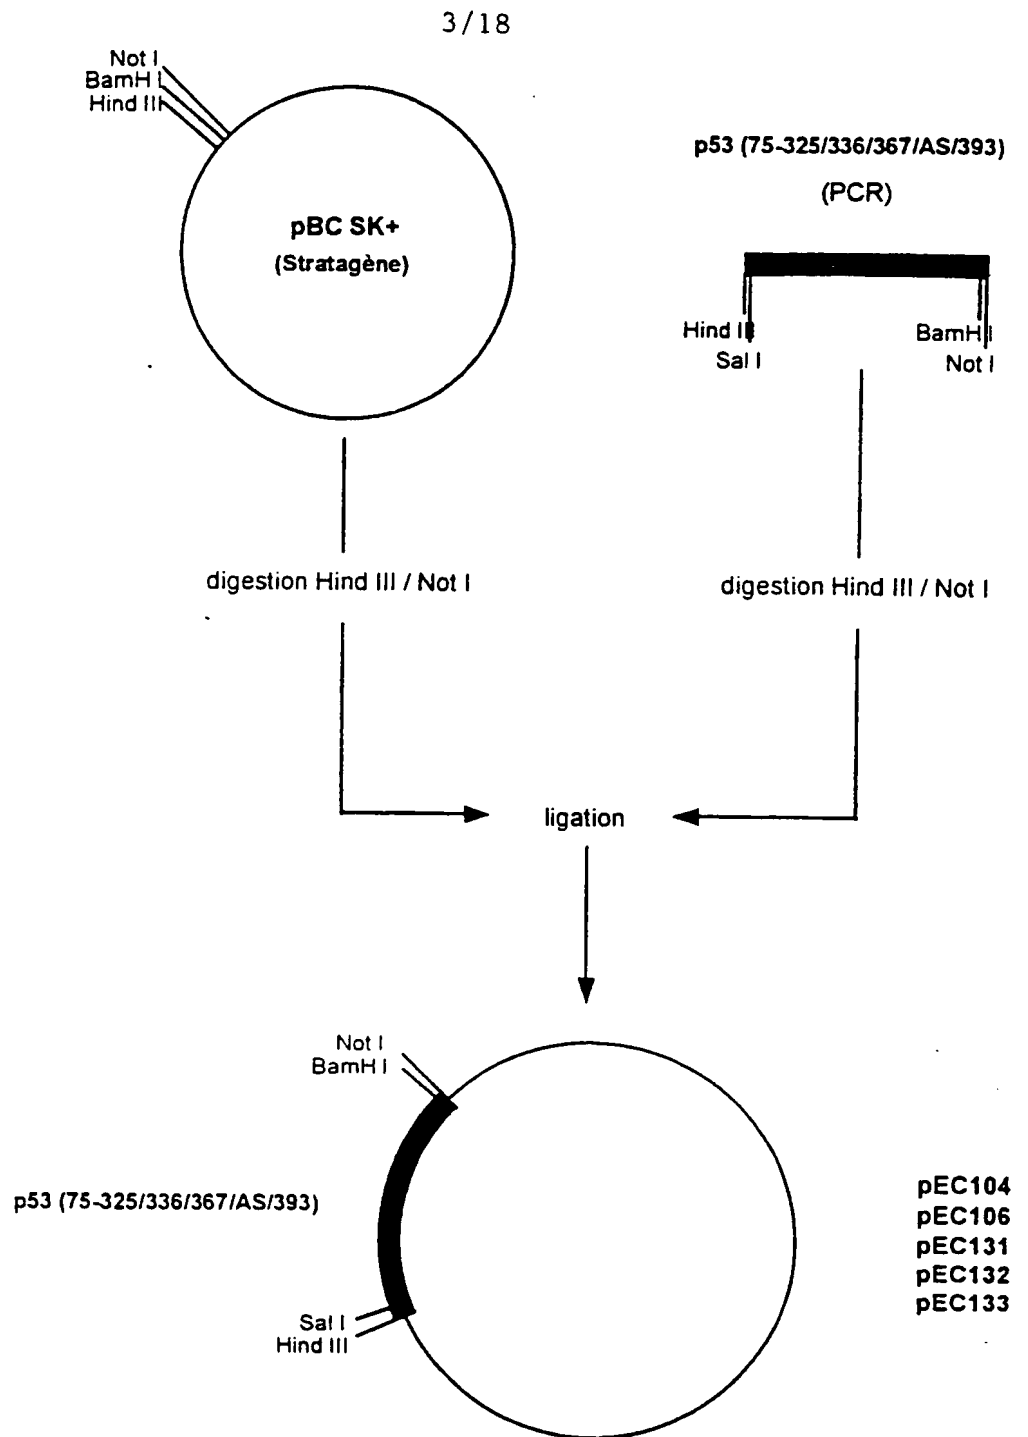 3/18
Not I
BamH I
Hind III
pBC SK+
(Stratagène)
p53 (75-325/336/367/AS/393)
(PCR)
Hind III
BamH I
Sal I
Not I
digestion Hind III / Not I
digestion Hind III / Not I
ligation
Not I
BamH I
p53 (75-325/336/367/AS/393)
Sal I
Hind III
pEC104
pEC106
pEC131
pEC132
pEC133